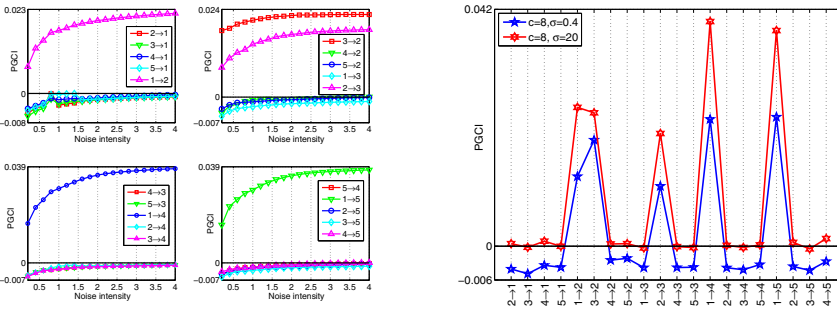 0.023
PGCI
0
−0.008
0.5 1 1.5 2 2.5 3 3.5 4
Noise intensity
2→1
3→1
4→1
5→1
1→2
0.024
PGCI
0
−0.007
0.5 1 1.5 2 2.5 3 3.5 4
Noise intensity
3→2
4→2
5→2
1→3
2→3
0.039
PGCI
0
−0.007
0.5 1 1.5 2 2.5 3 3.5 4
Noise intensity
4→3
5→3
1→4
2→4
3→4
0.039
0
−0.007
0.5 1 1.5 2 2.5 3 3.5 4
Noise intensity
5→4
1→5
2→5
3→5
4→5
0.042
PGCI
0
−0.006
c=8,σ=0.4
c=8, σ=20
2→1 3→1 4→1 5→1 1→2 3→2 4→2 5→2 1→3 2→3 4→3 5→3 1→4 2→4 3→4 5→4 1→5 2→5 3→5 4→5